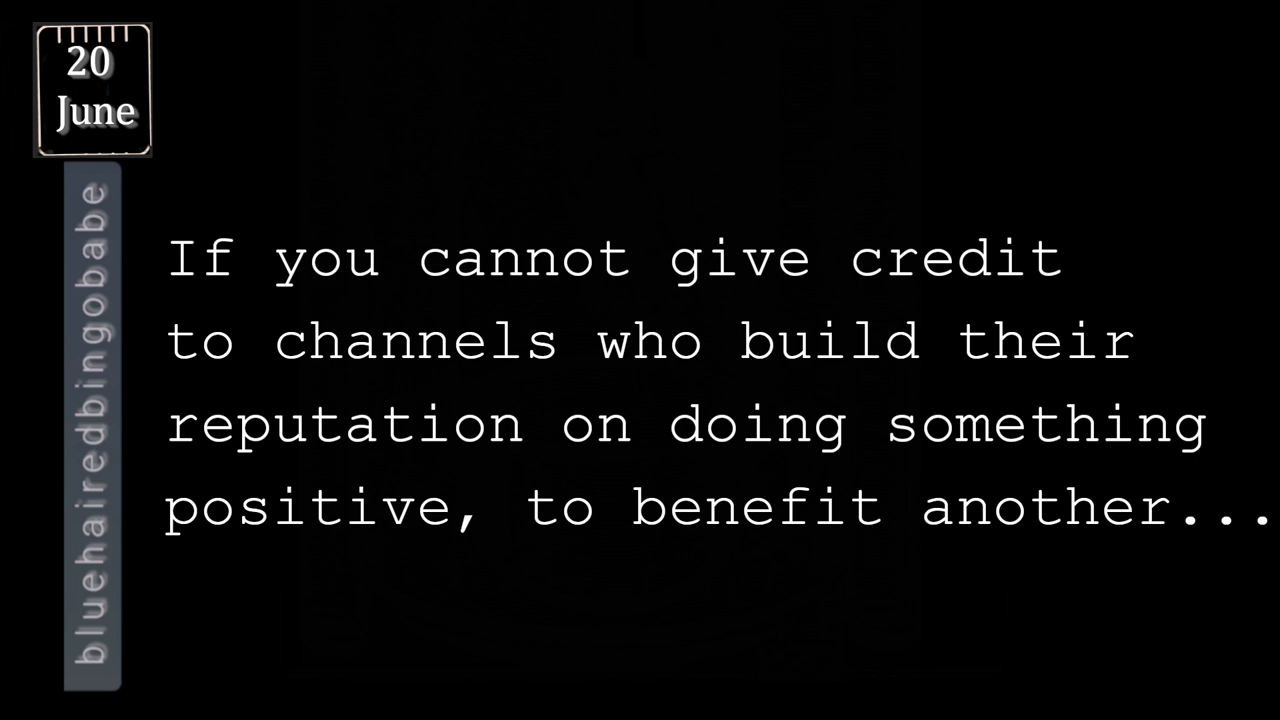 20
June
bluehairedbingobabe
If you cannot give credit
to channels who build their
reputation on doing something
positive, to benefit another...